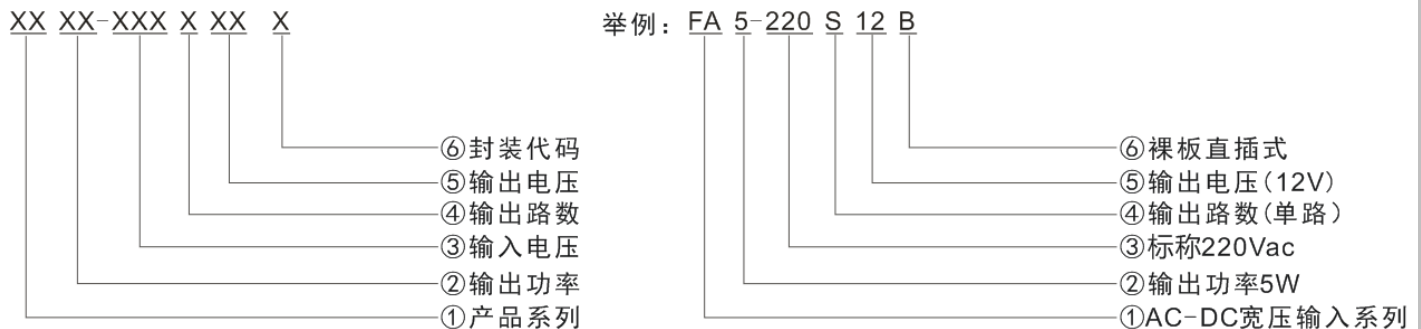 XX XX-XXX X XX X 举例：FA 5-220 S 12 B
⑥封装代码 ⑥裸板直插式
⑤输出电压 ⑤输出电压(12V)
④输出路数 ④输出路数(单路)
③输入电压 ③标称220Vac
②输出功率 ②输出功率5W
①产品系列 ①AC-DC宽压输入系列